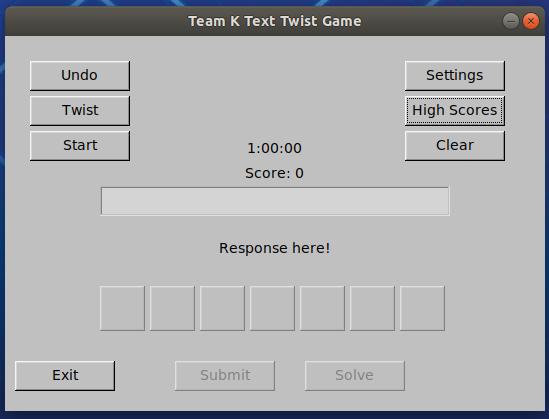 Team K Text Twist Game
Undo
Settings
Twist
High Scores
Start
Clear
1:00:00
Score: 0
Response here!
Exit
Submit
Solve